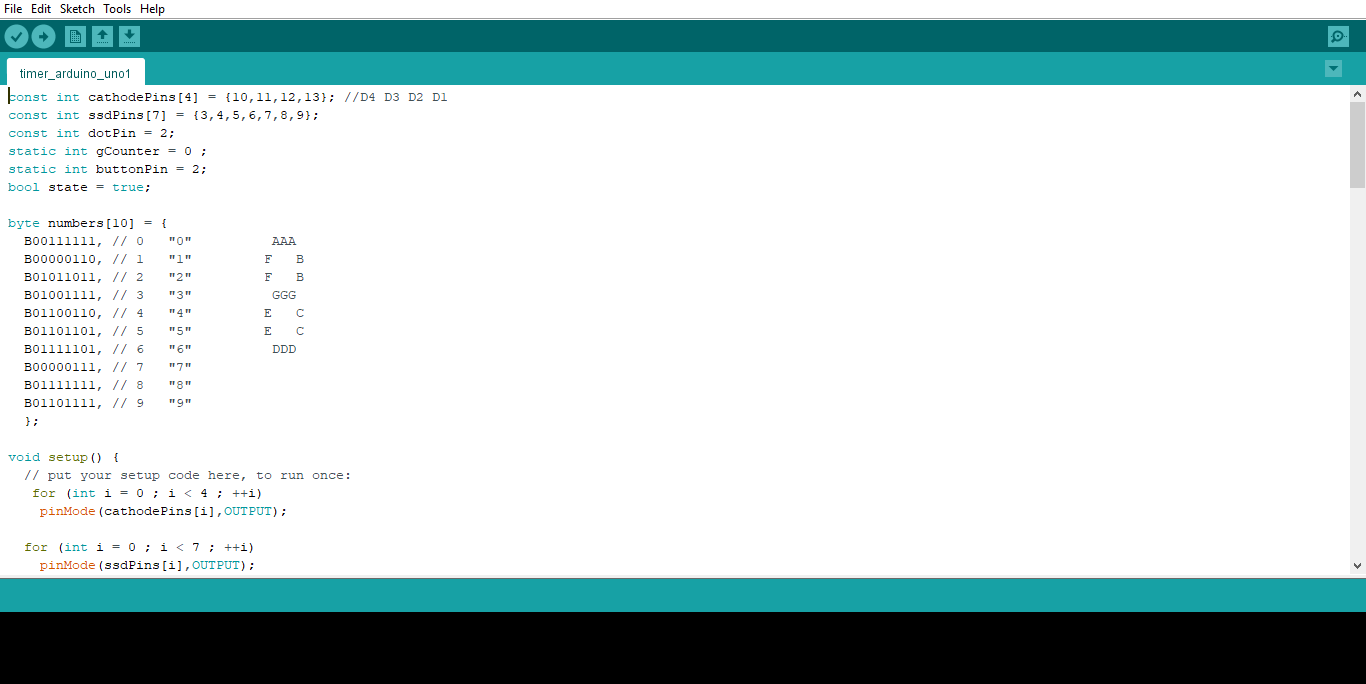 File Edit Sketch Tools Help
timer_arduino_uno1
const int cathodePins[4] = {10,11,12,13}; //D4 D3 D2 D1
const int ssdPins[7] = {3,4,5,6,7,8,9};
const int dotPin = 2;
static int gCounter = 0 ;
static int buttonPin = 2;
bool state = true;
byte numbers[10] = {
  B00111111, // 0   "0"          AAA
  B00000110, // 1   "1"         F   B
  B01011011, // 2   "2"         F   B
  B01001111, // 3   "3"          GGG
  B01100110, // 4   "4"         E   C
  B01101101, // 5   "5"         E   C
  B01111101, // 6   "6"          DDD
  B00000111, // 7   "7"
  B01111111, // 8   "8"
  B01101111, // 9   "9"
  };
void setup() {
  // put your setup code here, to run once:
   for (int i = 0 ; i < 4 ; ++i)
    pinMode(cathodePins[i],OUTPUT);
  for (int i = 0 ; i < 7 ; ++i)
    pinMode(ssdPins[i],OUTPUT);